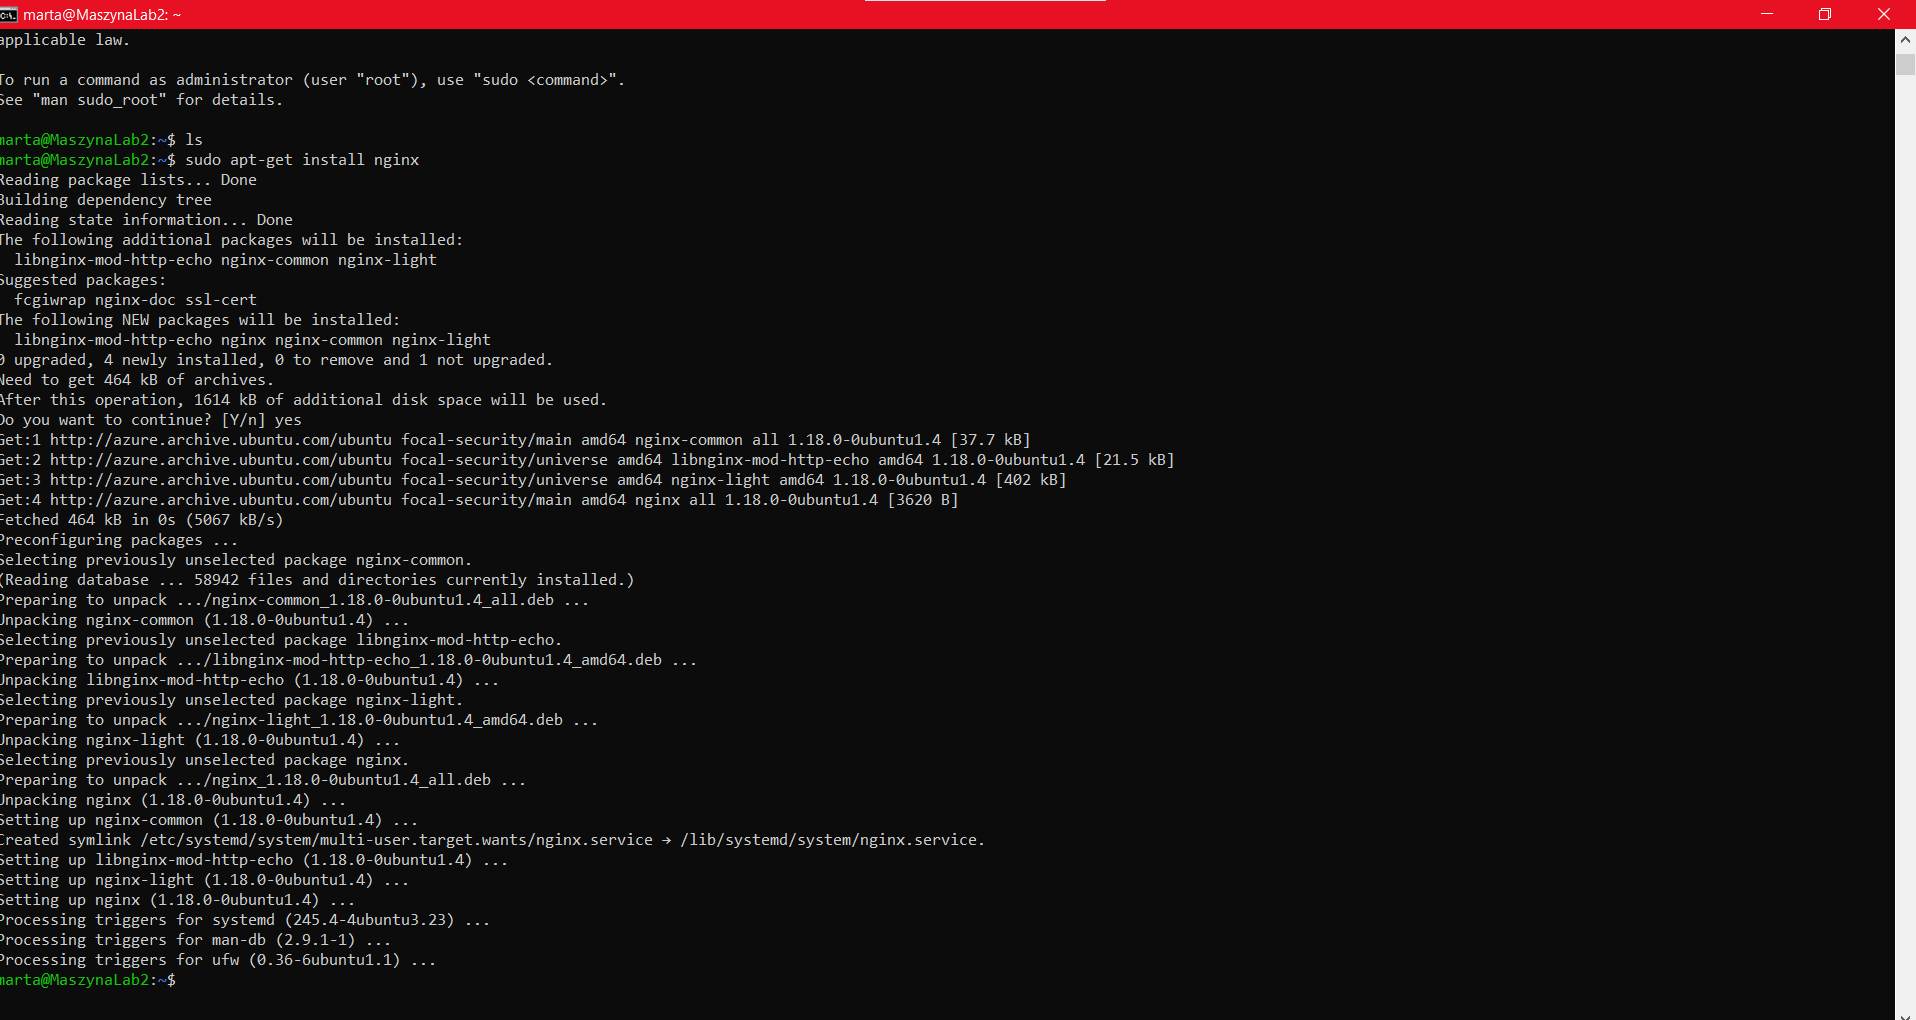 marta@MaszynaLab2: ~
applicable law.
To run a command as administrator (user "root"), use "sudo <command>".
See "man sudo_root" for details.
marta@MaszynaLab2:~$ ls
marta@MaszynaLab2:~$ sudo apt-get install nginx
Reading package lists... Done
Building dependency tree
Reading state information... Done
The following additional packages will be installed:
  libnginx-mod-http-echo nginx-common nginx-light
Suggested packages:
  fcgiwrap nginx-doc ssl-cert
The following NEW packages will be installed:
  libnginx-mod-http-echo nginx nginx-common nginx-light
0 upgraded, 4 newly installed, 0 to remove and 1 not upgraded.
Need to get 464 kB of archives.
After this operation, 1614 kB of additional disk space will be used.
Do you want to continue? [Y/n] yes
Get:1 http://azure.archive.ubuntu.com/ubuntu focal-security/main amd64 nginx-common all 1.18.0-0ubuntu1.4 [37.7 kB]
Get:2 http://azure.archive.ubuntu.com/ubuntu focal-security/universe amd64 libnginx-mod-http-echo amd64 1.18.0-0ubuntu1.4 [21.5 kB]
Get:3 http://azure.archive.ubuntu.com/ubuntu focal-security/universe amd64 nginx-light amd64 1.18.0-0ubuntu1.4 [402 kB]
Get:4 http://azure.archive.ubuntu.com/ubuntu focal-security/main amd64 nginx all 1.18.0-0ubuntu1.4 [3620 B]
Fetched 464 kB in 0s (5067 kB/s)
Preconfiguring packages ...
Selecting previously unselected package nginx-common.
(Reading database ... 58942 files and directories currently installed.)
Preparing to unpack .../nginx-common_1.18.0-0ubuntu1.4_all.deb ...
Unpacking nginx-common (1.18.0-0ubuntu1.4) ...
Selecting previously unselected package libnginx-mod-http-echo.
Preparing to unpack .../libnginx-mod-http-echo_1.18.0-0ubuntu1.4_amd64.deb ...
Unpacking libnginx-mod-http-echo (1.18.0-0ubuntu1.4) ...
Selecting previously unselected package nginx-light.
Preparing to unpack .../nginx-light_1.18.0-0ubuntu1.4_amd64.deb ...
Unpacking nginx-light (1.18.0-0ubuntu1.4) ...
Selecting previously unselected package nginx.
Preparing to unpack .../nginx_1.18.0-0ubuntu1.4_all.deb ...
Unpacking nginx (1.18.0-0ubuntu1.4) ...
Setting up nginx-common (1.18.0-0ubuntu1.4) ...
Created symlink /etc/systemd/system/multi-user.target.wants/nginx.service → /lib/systemd/system/nginx.service.
Setting up libnginx-mod-http-echo (1.18.0-0ubuntu1.4) ...
Setting up nginx-light (1.18.0-0ubuntu1.4) ...
Setting up nginx (1.18.0-0ubuntu1.4) ...
Processing triggers for systemd (245.4-4ubuntu3.23) ...
Processing triggers for man-db (2.9.1-1) ...
Processing triggers for ufw (0.36-6ubuntu1.1) ...
marta@MaszynaLab2:~$